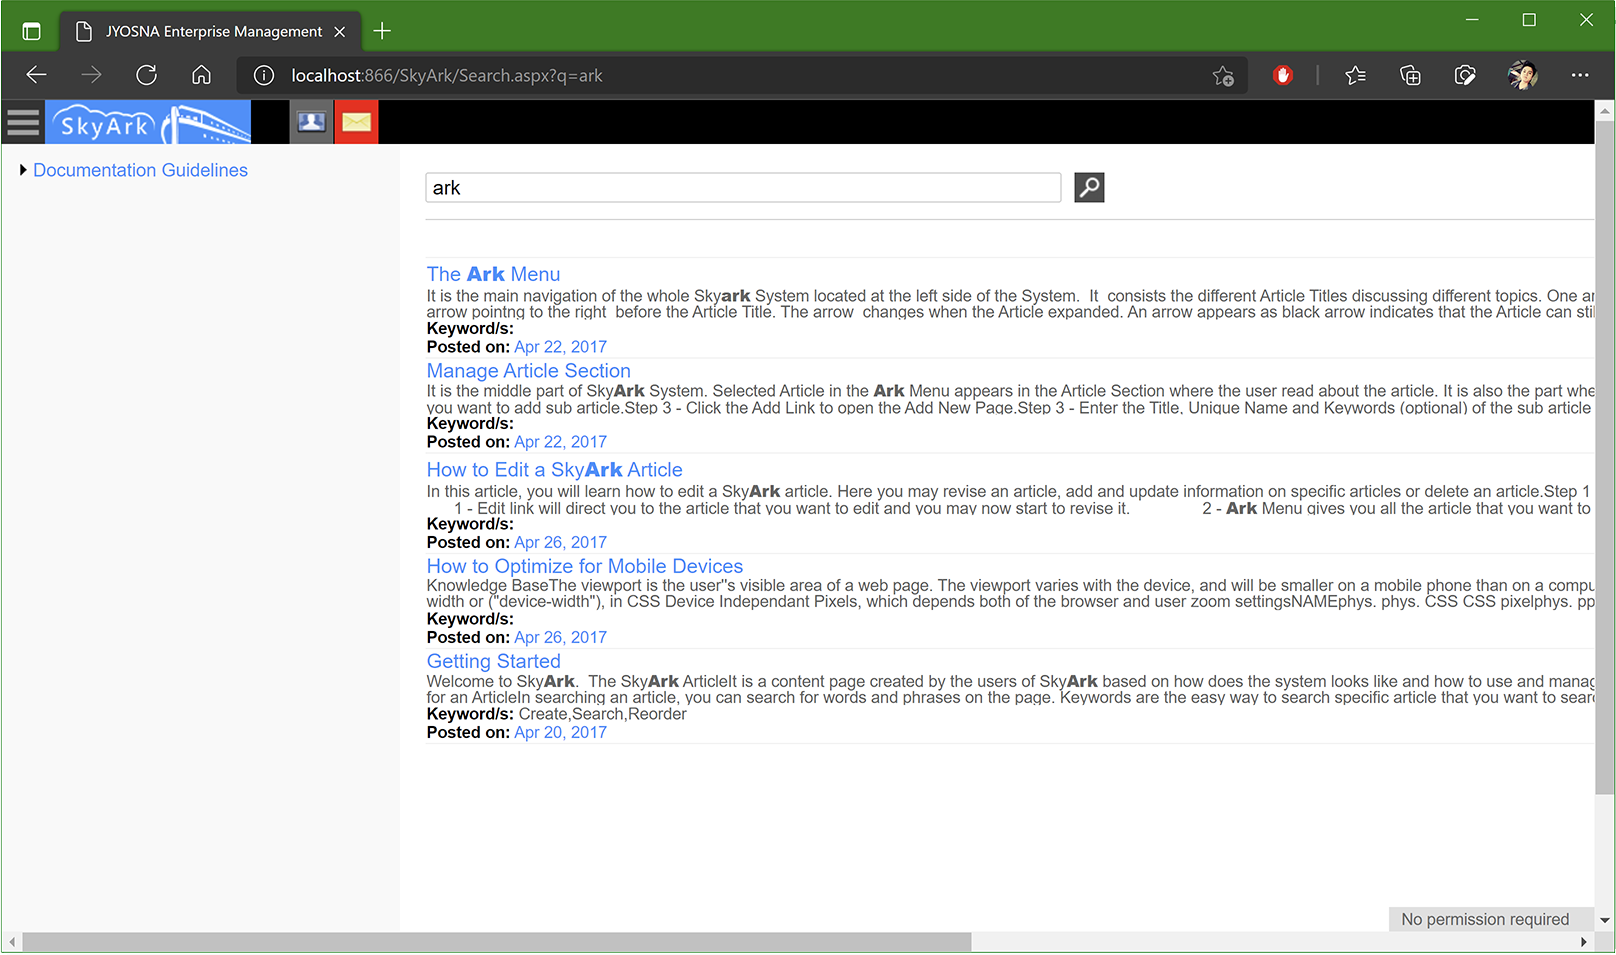 JYOSNA Enterprise Management
localhost:866/SkyArk/Search.aspx?q=ark
SkyArk
Documentation Guidelines
ark
The Ark Menu
It is the main navigation of the whole Skyark System located at the left side of the System.  It  consists the different Article Titles discussing different topics. One
arrow pointng to the right  before the Article Title. The arrow  changes when the Article expanded. An arrow appears as black arrow indicates that the Article can
Keyword/s:
Posted on: Apr 22, 2017
Manage Article Section
It is the middle part of SkyArk System. Selected Article in the Ark Menu appears in the Article Section where the user read about the article. It is also the part
you want to add sub article.Step 3 - Click the Add Link to open the Add New Page.Step 3 - Enter the Title, Unique Name and Keywords (optional) of the sub article
Keyword/s:
Posted on: Apr 22, 2017
How to Edit a SkyArk Article
In this article, you will learn how to edit a SkyArk article. Here you may revise an article, add and update information on specific articles or delete an article.Step 1
1 - Edit link will direct you to the article that you want to edit and you may now start to revise it. 2 - Ark Menu gives you all the article that you want to
Keyword/s:
Posted on: Apr 26, 2017
How to Optimize for Mobile Devices
Knowledge BaseThe viewport is the user''s visible area of a web page. The viewport varies with the device, and will be smaller on a mobile phone than on a
width or ("device-width"), in CSS Device Independant Pixels, which depends both of the browser and user zoom settingsNAMEphys. phys. CSS CSS pixelphys.
Keyword/s:
Posted on: Apr 26, 2017
Getting Started
Welcome to SkyArk.  The SkyArk ArticleIt is a content page created by the users of SkyArk based on how does the system looks like and how to use and
for an ArticleIn searching an article, you can search for words and phrases on the page. Keywords are the easy way to search specific article that you want to
Keyword/s: Create,Search,Reorder
Posted on: Apr 20, 2017
No permission required